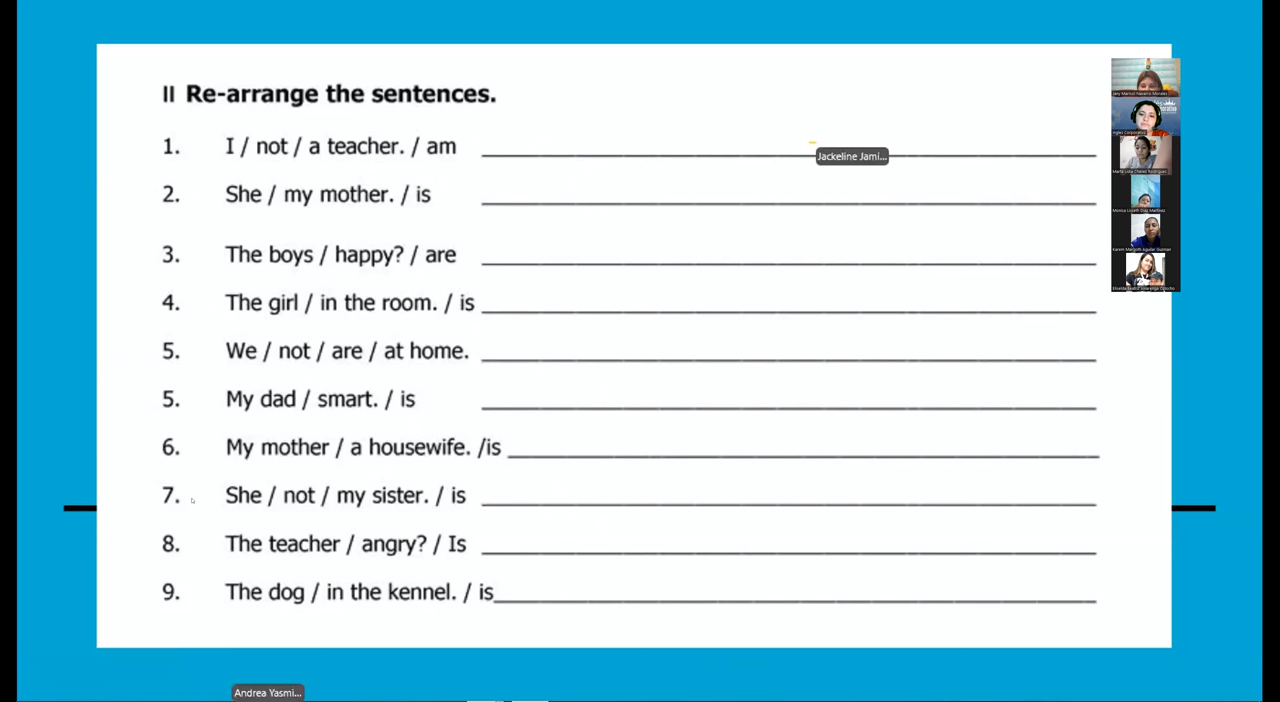 II Re-arrange the sentences.
1. I / not / a teacher. / am
Jackeline Jami...
2. She / my mother. / is
3. The boys / happy? / are
4. The girl / in the room. / is
5. We / not / are / at home.
5. My dad / smart. / is
6. My mother / a housewife. /is
7. She / not / my sister. / is
8. The teacher / angry? / Is
9. The dog / in the kennel. / is
Andrea Yasmi...